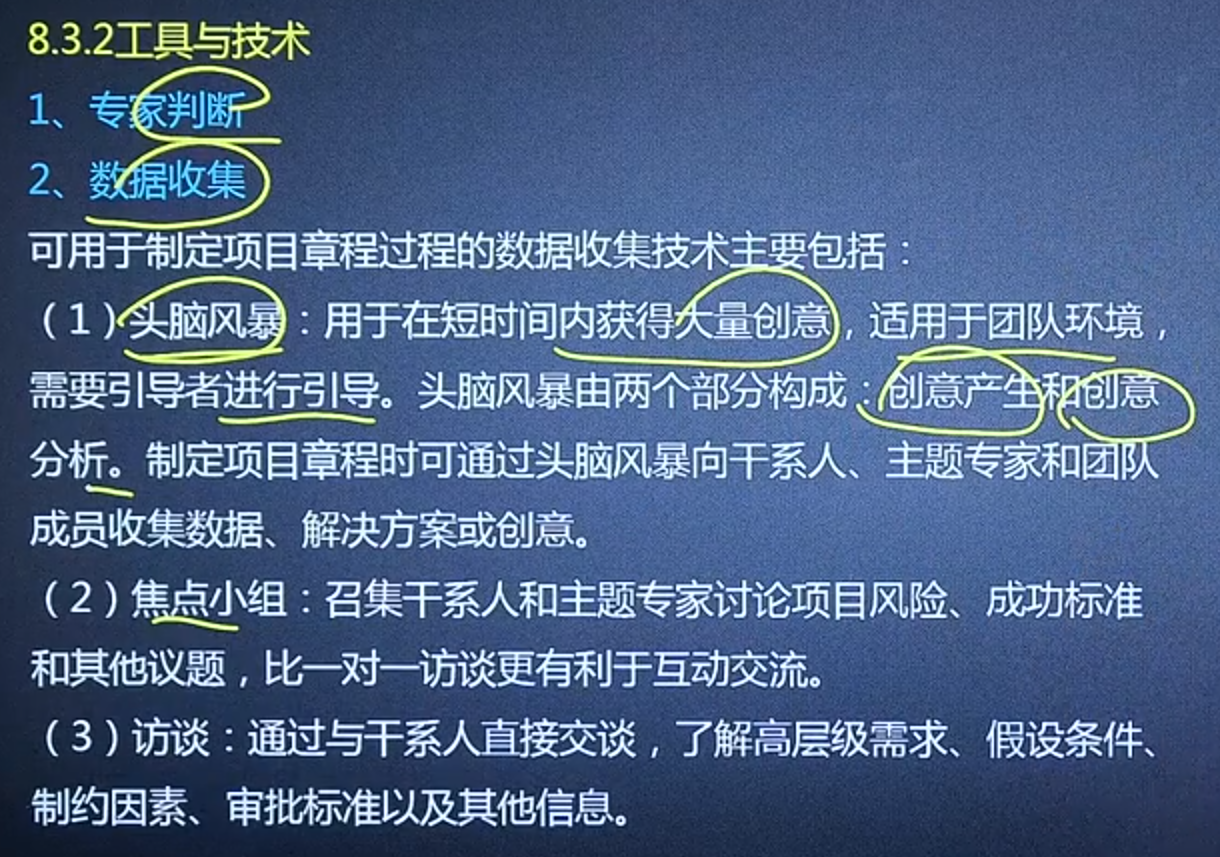 8.3.2工具与技术
1、专家判断
2、数据收集
可用于制定项目章程过程的数据收集技术主要包括：
（1）头脑风暴：用于在短时间内获得大量创意，适用于团队环境，
需要引导者进行引导。头脑风暴由两个部分构成：创意产生和创意
分析。制定项目章程时可通过头脑风暴向干系人、主题专家和团队
成员收集数据、解决方案或创意。
（2）焦点小组：召集干系人和主题专家讨论项目风险、成功标准
和其他议题，比一对一访谈更有利于互动交流。
（3）访谈：通过与干系人直接交谈，了解高层级需求、假设条件、
制约因素、审批标准以及其他信息。